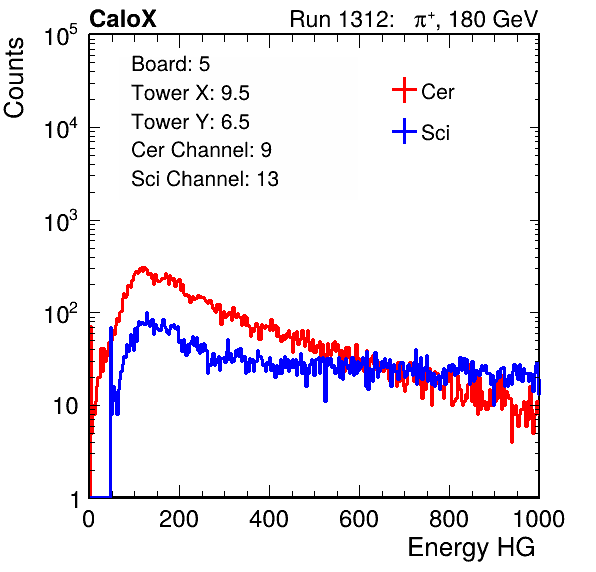 CaloX Run 1312: π⁺, 180 GeV
Counts
10⁵
10⁴
10³
10²
10
1
Board: 5
Tower X: 9.5
Tower Y: 6.5
Cer Channel: 9
Sci Channel: 13
Cer
Sci
0 200 400 600 800 1000
Energy HG